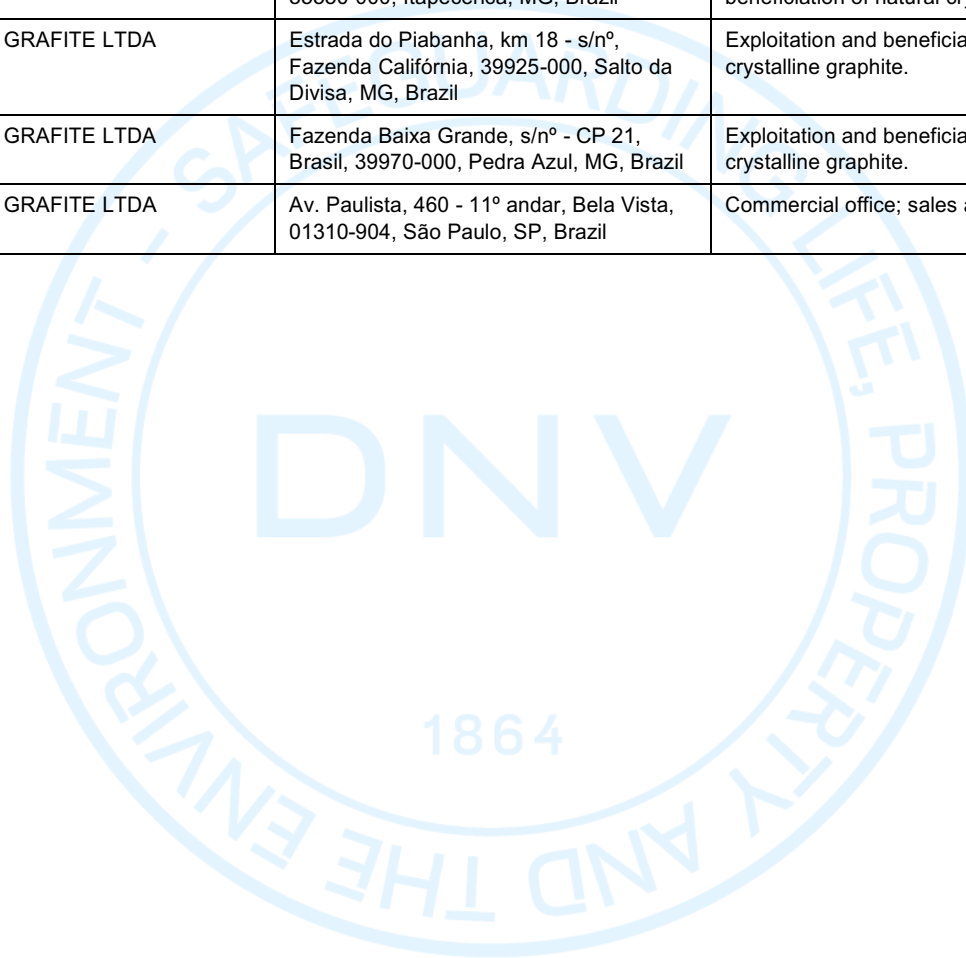 GRAFITE LTDA
Estrada do Piabanha, km 18 - s/nº,
Fazenda Califórnia, 39925-000, Salto da
Divisa, MG, Brazil
Exploitation and beneficia
crystalline graphite.
GRAFITE LTDA
Fazenda Baixa Grande, s/nº - CP 21,
Brasil, 39970-000, Pedra Azul, MG, Brazil
Exploitation and beneficia
crystalline graphite.
GRAFITE LTDA
Av. Paulista, 460 - 11º andar, Bela Vista,
01310-904, São Paulo, SP, Brazil
Commercial office; sales a
SAFEGUARDING LIFE, PROPERTY AND THE ENVIRONMENT -
DNV
1864